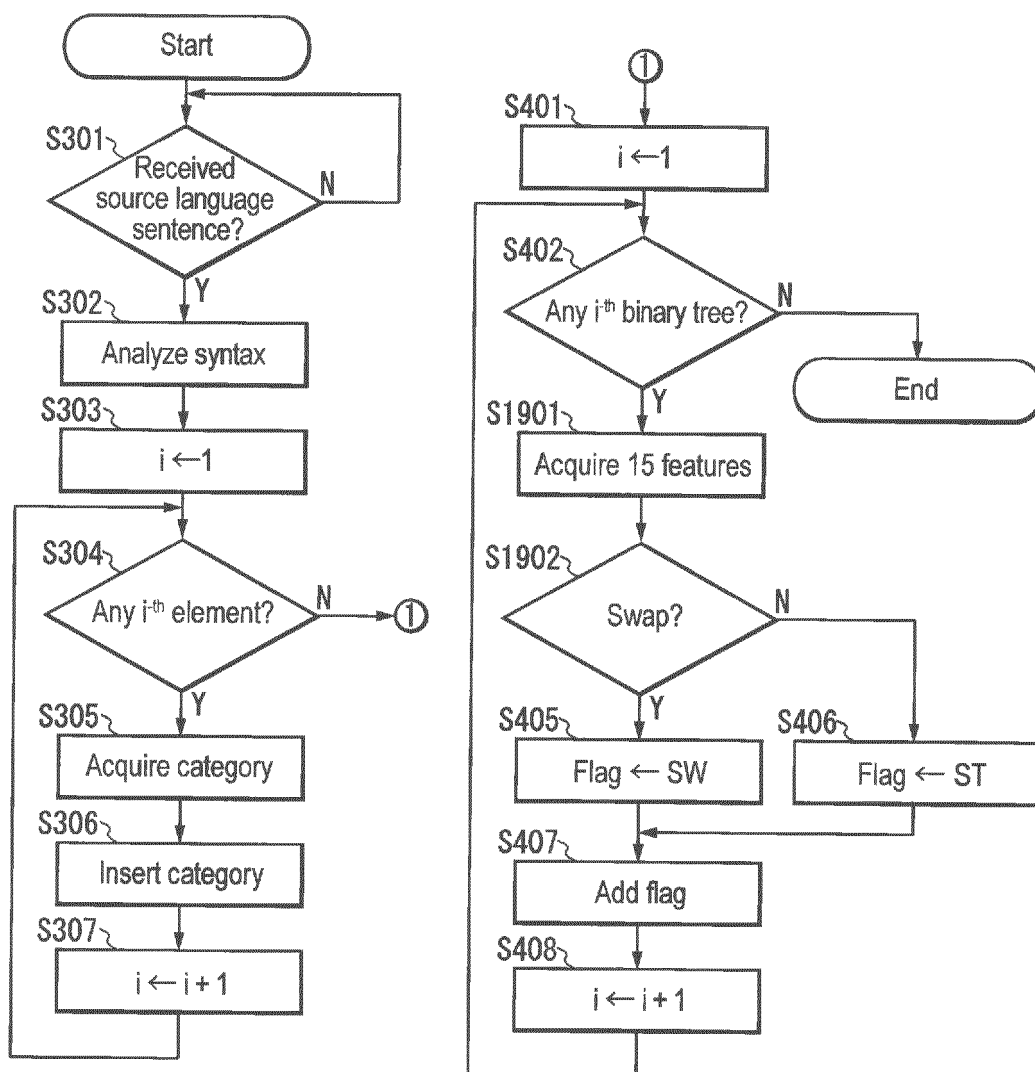 Start
S301
Received
source language
sentence?
N
Y
S302
Analyze syntax
S303
i ←1
S304
Any i-th element?
N
1
Y
S305
Acquire category
S306
Insert category
S307
i ← i + 1
1
S401
i ←1
S402
Any i-th binary tree?
N
End
Y
S1901
Acquire 15 features
S1902
Swap?
N
Y
S405
Flag ← SW
S406
Flag ← ST
S407
Add flag
S408
i ← i + 1